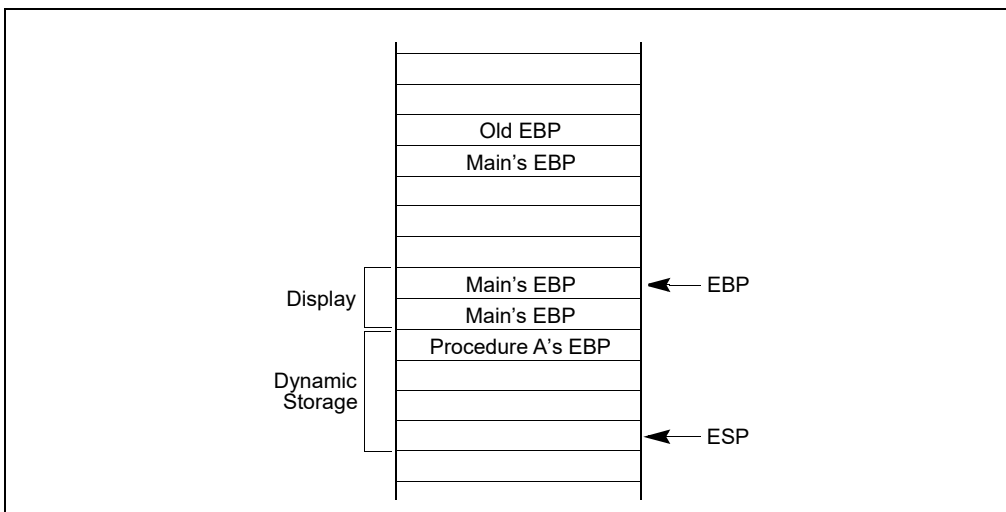 Old EBP
Main’s EBP
Main’s EBP
EBP
Display
Main’s EBP
Procedure A’s EBP
Dynamic
Storage
ESP